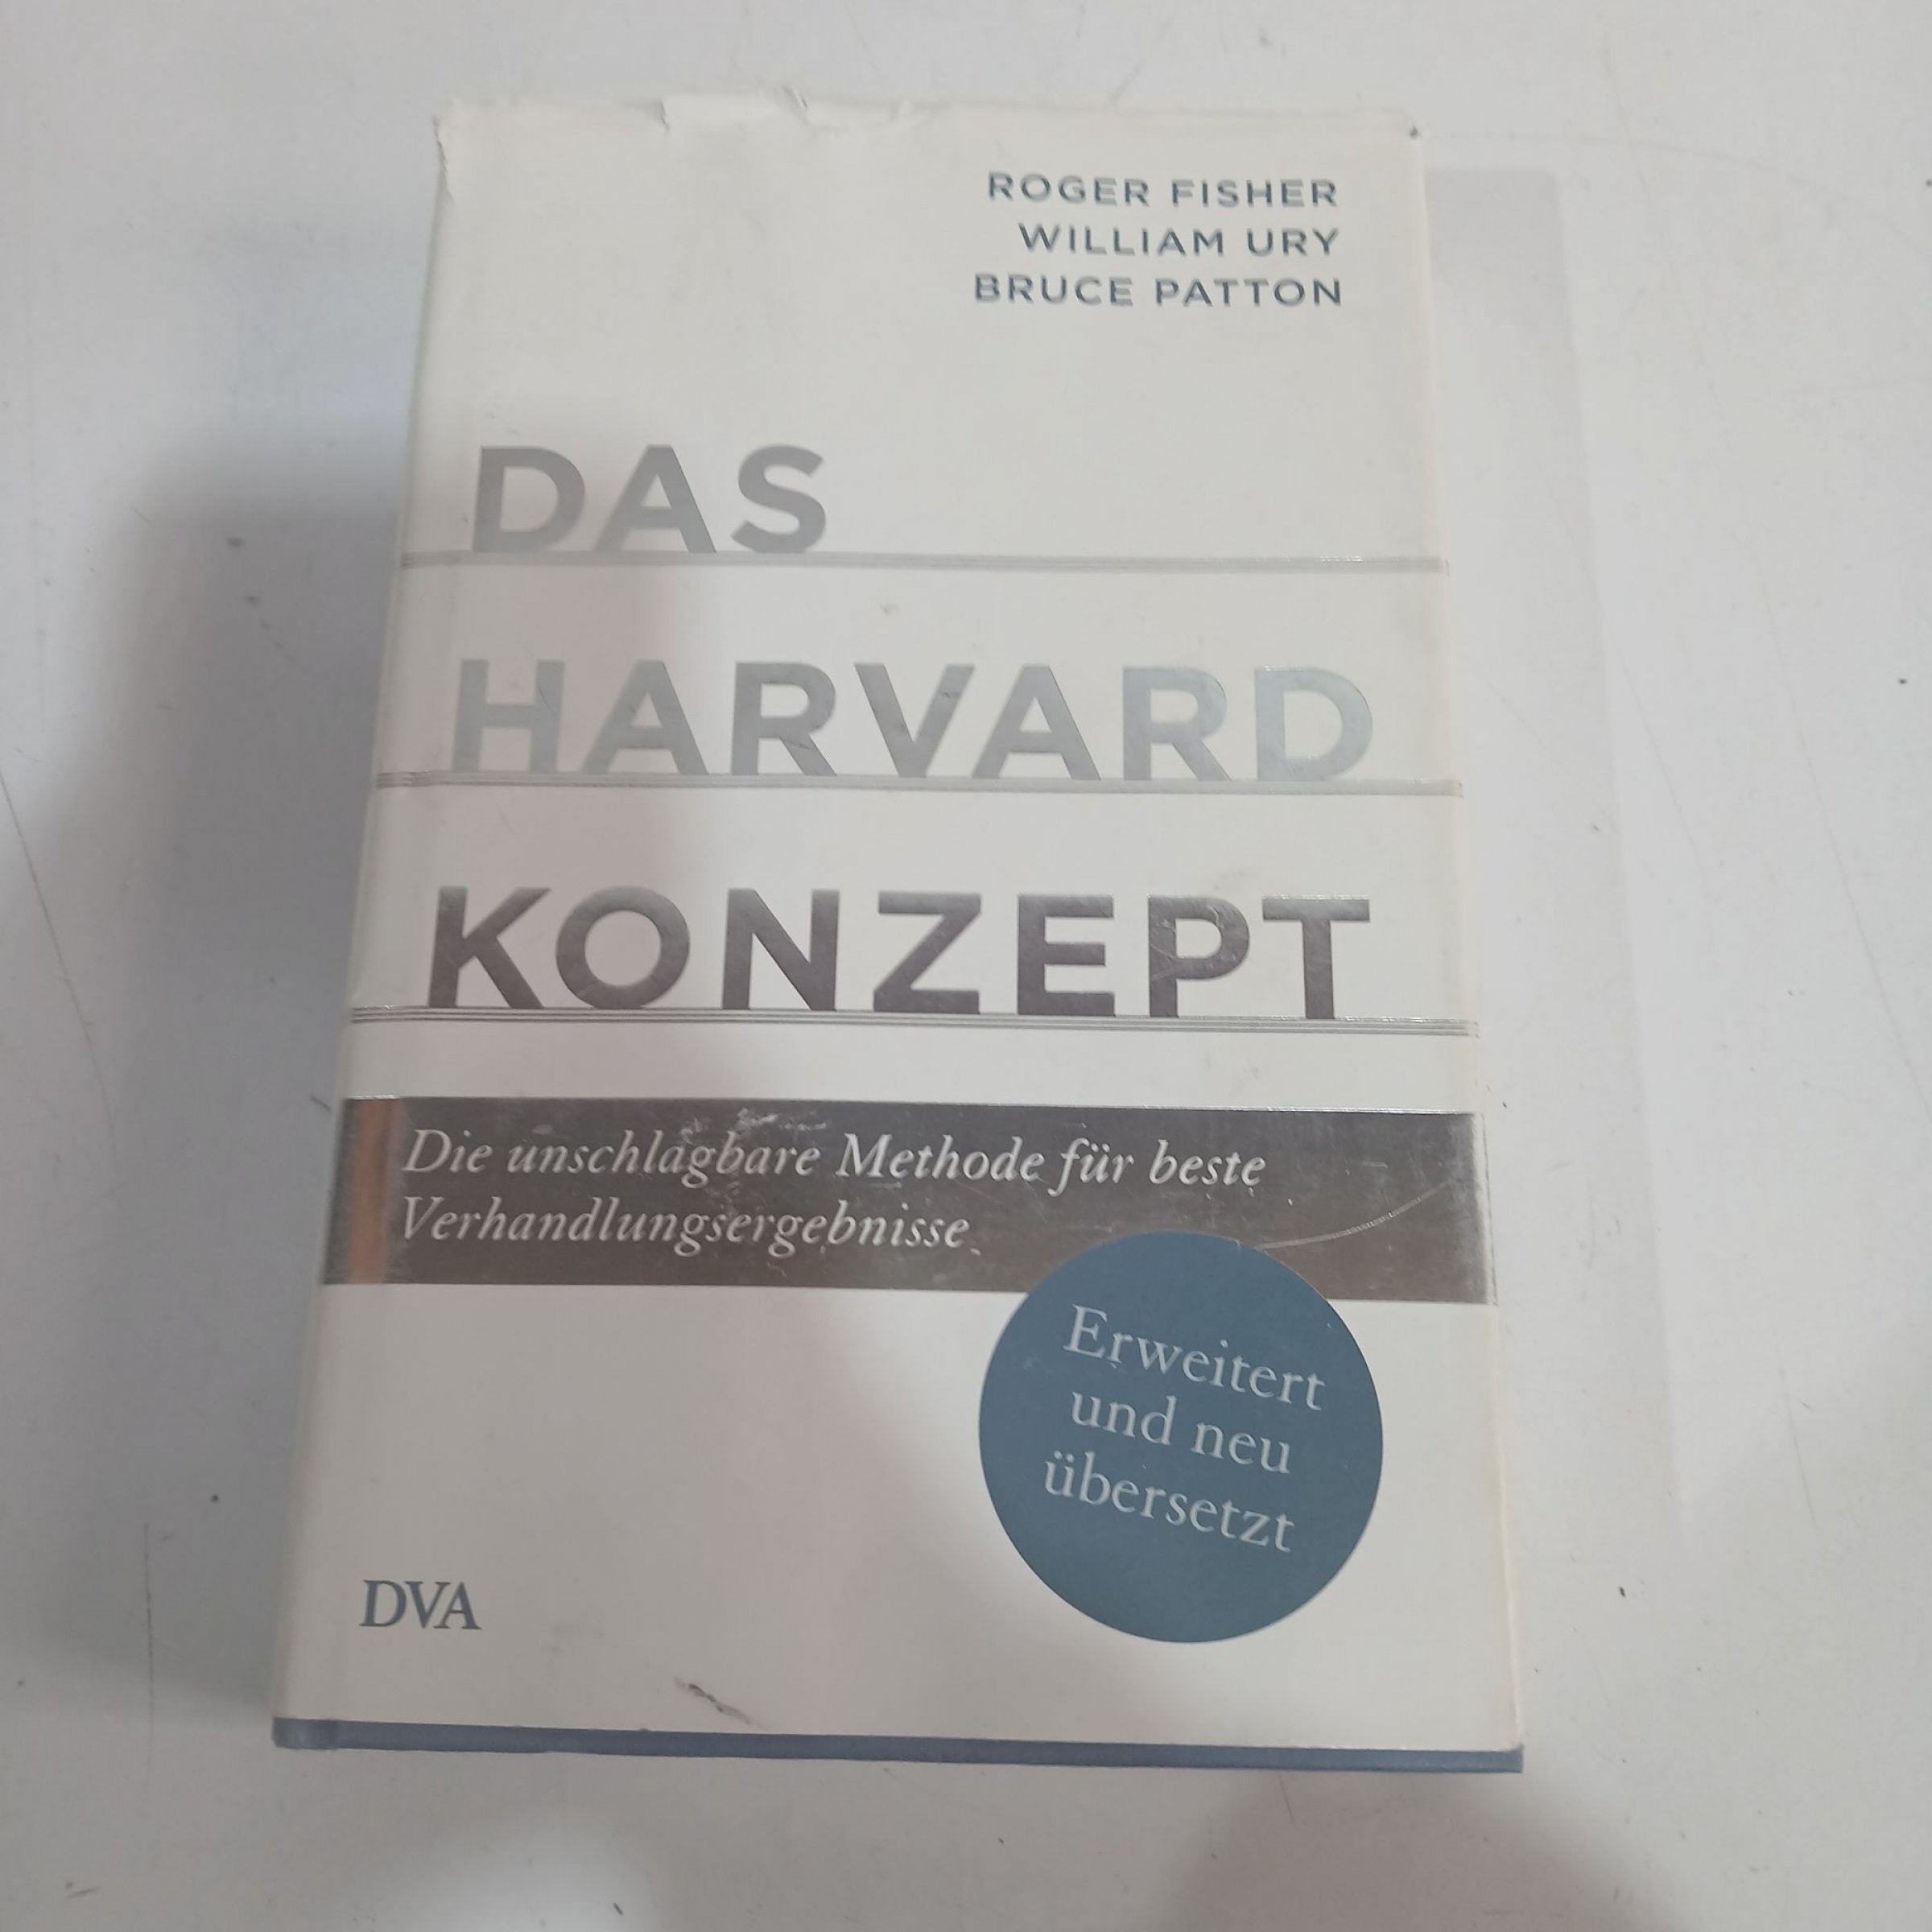 ROGER FISHER
WILLIAM URY
BRUCE PATTON
DAS
HARVARD
KONZEPT
Die unschlagbare Methode für beste
Verhandlungsergebnisse
Erweitert
und neu
übersetzt
DVA